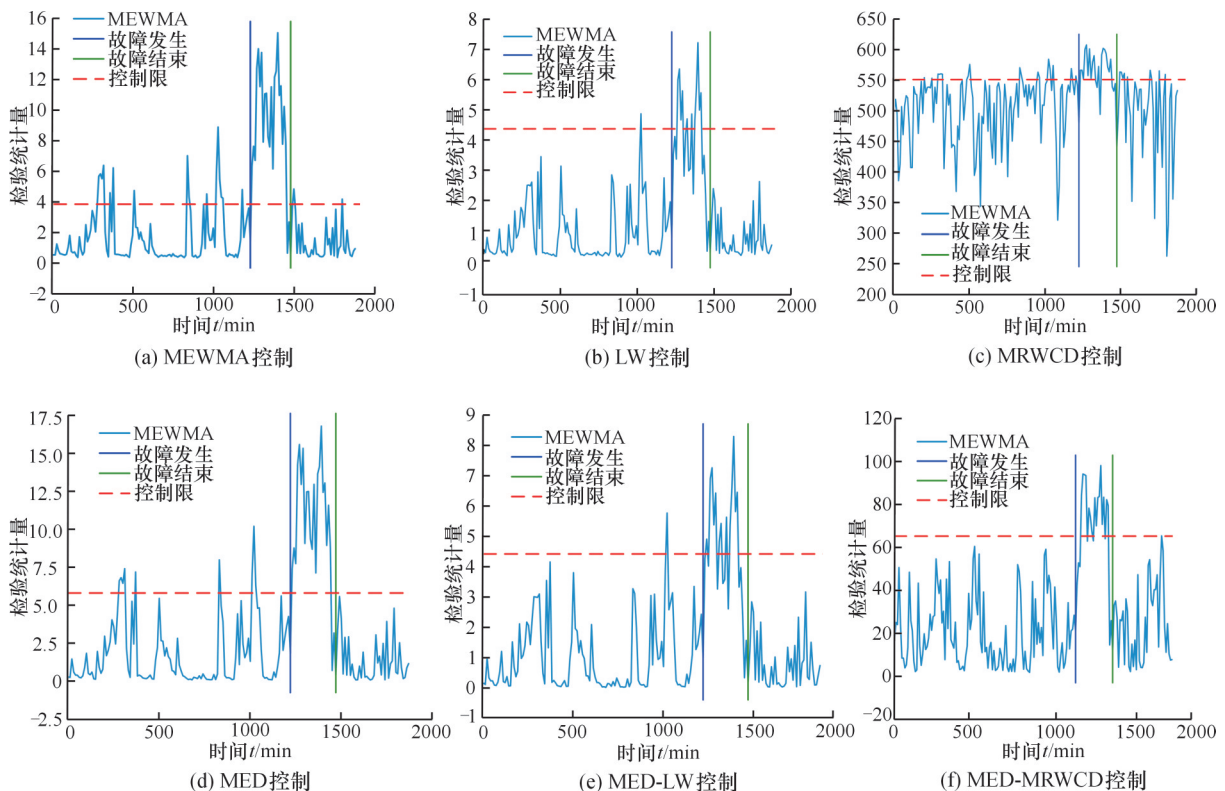 16
14
12
10
8
6
4
2
0
−2
检验统计量
MEWMA
故障发生
故障结束
控制限
0
500
1000
1500
2000
时间t/min
(a) MEWMA控制
8
7
6
5
4
3
2
1
0
−1
检验统计量
MEWMA
故障发生
故障结束
控制限
0
500
1000
1500
2000
时间t/min
(b) LW控制
650
600
550
500
450
400
350
300
250
200
检验统计量
MEWMA
故障发生
故障结束
控制限
0
500
1000
1500
2000
时间t/min
(c) MRWCD控制
17.5
15.0
12.5
10.0
7.5
5.0
2.5
0
−2.5
检验统计量
MEWMA
故障发生
故障结束
控制限
0
500
1000
1500
2000
时间t/min
(d) MED控制
9
8
7
6
5
4
3
2
1
0
−1
检验统计量
MEWMA
故障发生
故障结束
控制限
0
500
1000
1500
2000
时间t/min
(e) MED-LW控制
120
100
80
60
40
20
0
−20
检验统计量
MEWMA
故障发生
故障结束
控制限
0
500
1000
1500
2000
时间t/min
(f) MED-MRWCD控制